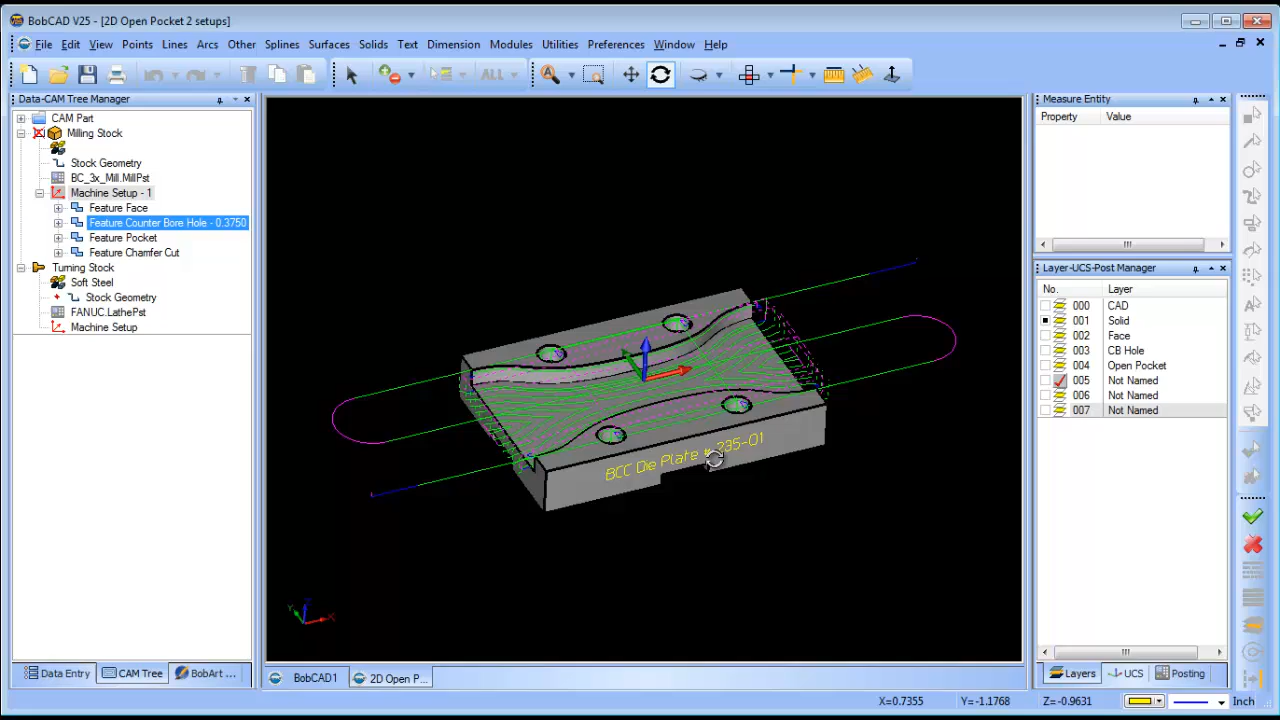 BobCAD V25 - [2D Open Pocket 2 setups]
File Edit View Points Lines Arcs Other Splines Surfaces Solids Text Dimension Modules Utilities Preferences Window Help
ALL
Data-CAM Tree Manager
CAM Part
Milling Stock
Stock Geometry
BC_3x_Mill.MillPst
Machine Setup - 1
Feature Face
Feature Counter Bore Hole - 0.3750
Feature Pocket
Feature Chamfer Cut
Turning Stock
Soft Steel
Stock Geometry
FANUC.LathePst
Machine Setup
Data Entry CAM Tree BobArt ...
BCC Die Plate # 235-01
Y Z X
BobCAD1 2D Open P...
Measure Entity
Property Value
Layer-UCS-Post Manager
No. Layer
000 CAD
001 Solid
002 Face
003 CB Hole
004 Open Pocket
005 Not Named
006 Not Named
007 Not Named
Layers UCS Posting
X=0.7355 Y=-1.1768 Z=-0.9631 Inch